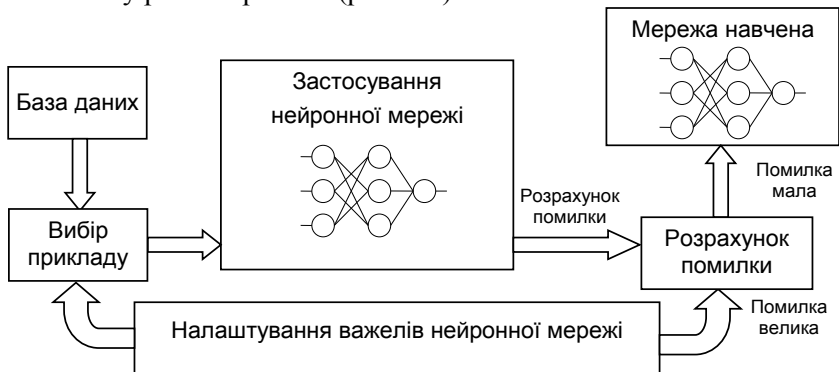 Мережа навчена
База даних
Застосування
нейронної мережі
Помилка
мала
Розрахунок
помилки
Вибір
прикладу
Розрахунок
помилки
Налаштування важелів нейронної мережі
Помилка
велика